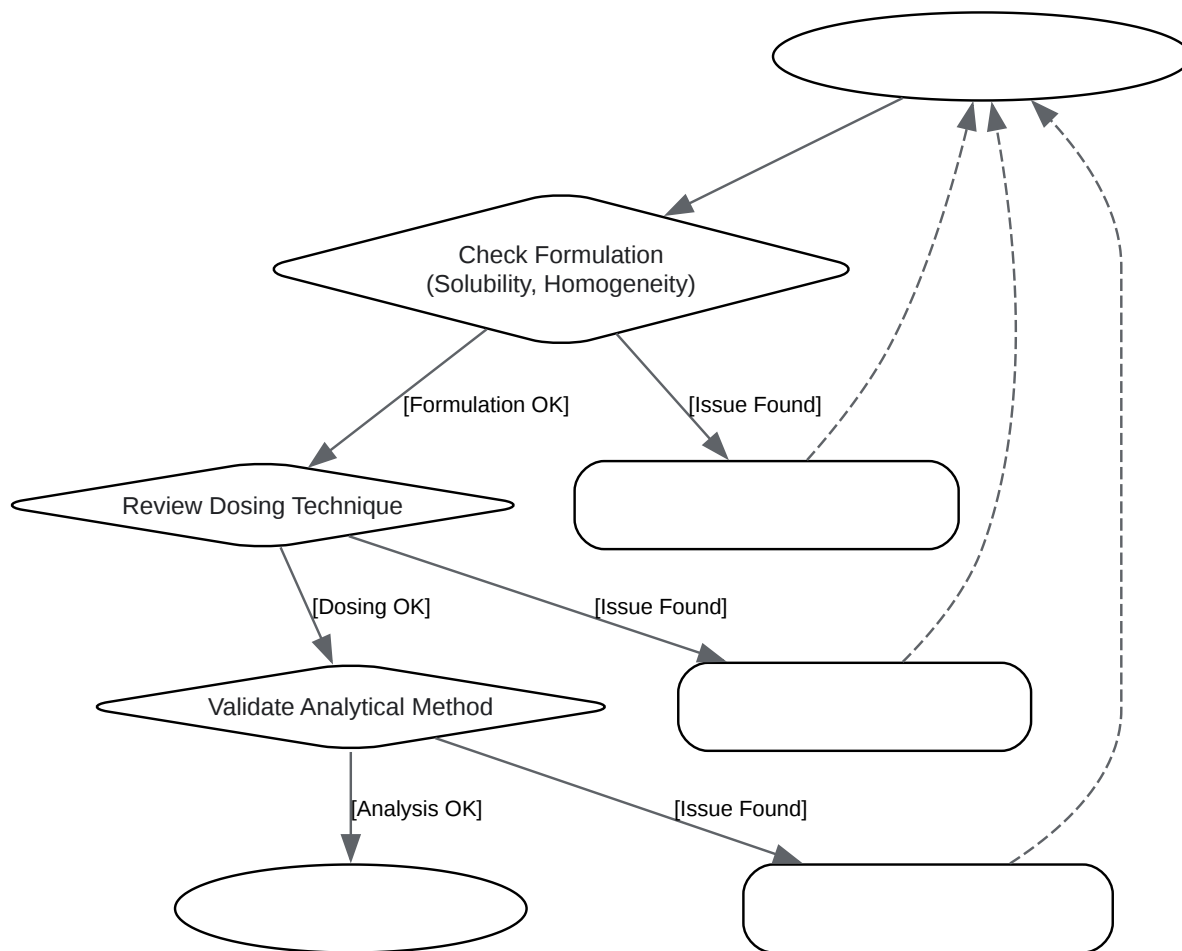 Check Formulation
(Solubility, Homogeneity)
[Formulation OK]
[Issue Found]
Review Dosing Technique
[Dosing OK]
[Issue Found]
Validate Analytical Method
[Analysis OK]
[Issue Found]